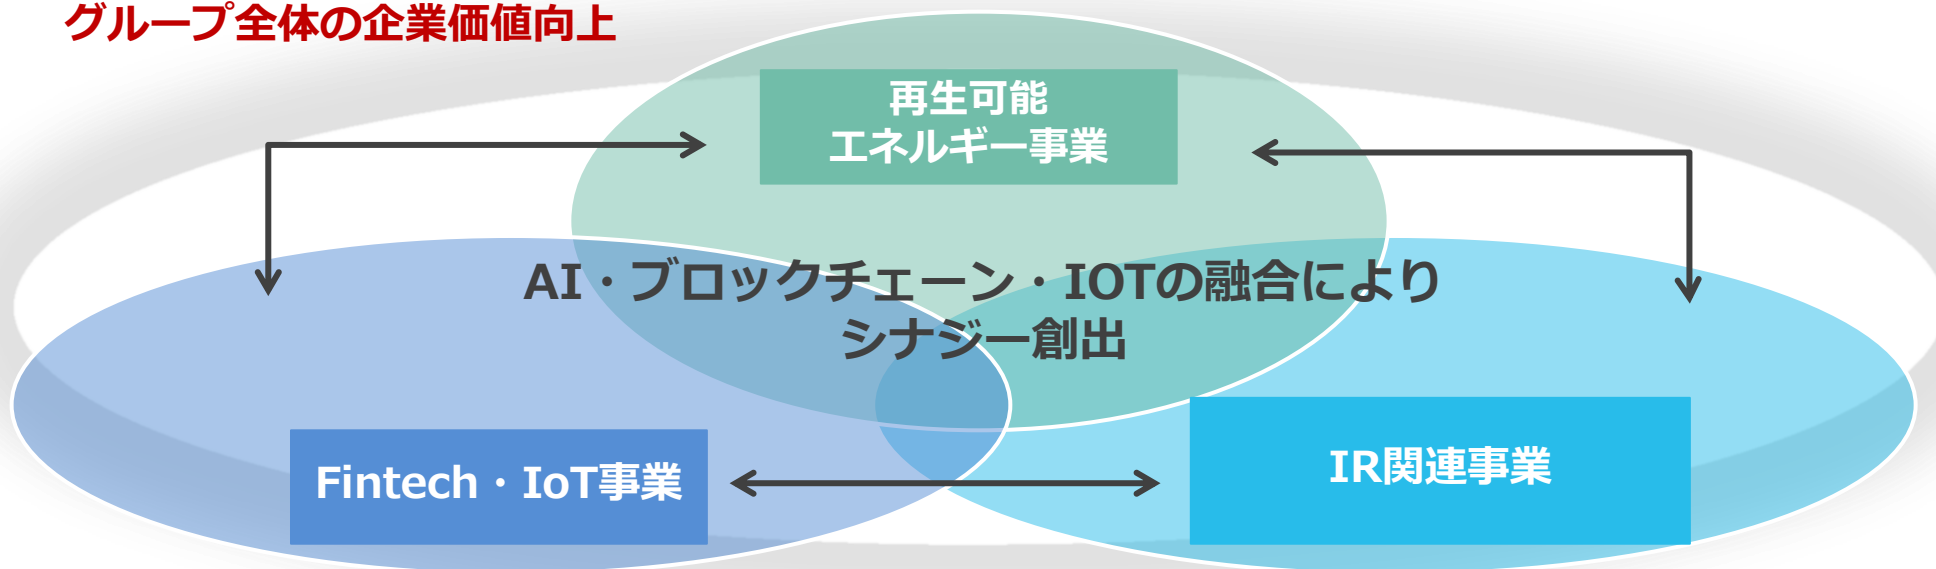 グループ全体の企業価値向上
再生可能
エネルギー事業
AI・ブロックチェーン・IOTの融合により
シナジー創出
Fintech・IoT事業
IR関連事業